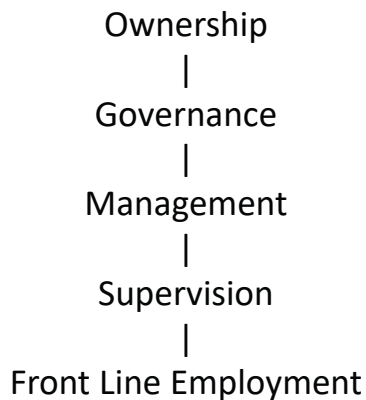 Ownership
|
Governance
|
Management
|
Supervision
|
Front Line Employment